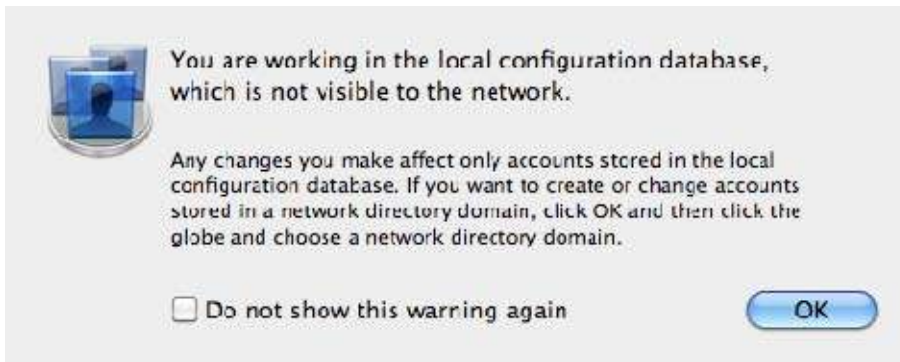 You are working in the local configuration database,
which is not visible to the network.
Any changes you make affect only accounts stored in the local
configuration database. If you want to create or change accounts
stored in a network directory domain, click OK and then click the
globe and choose a network directory domain.
Do not show this warning again
OK